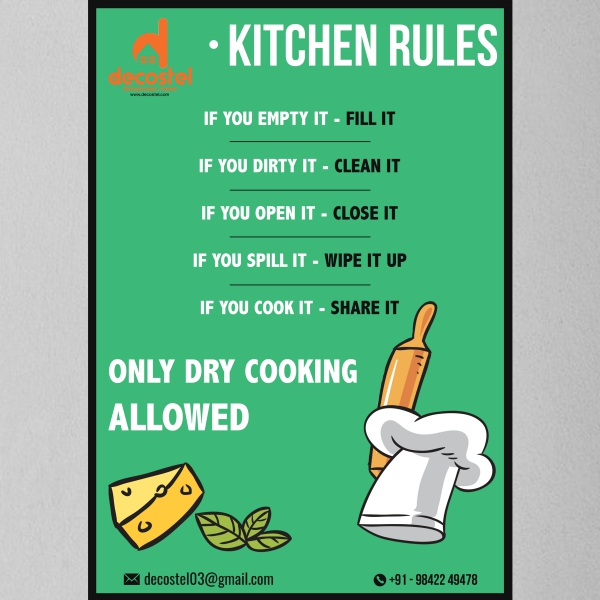 decostel
www.decostel.com
• KITCHEN RULES
IF YOU EMPTY IT - FILL IT
IF YOU DIRTY IT - CLEAN IT
IF YOU OPEN IT - CLOSE IT
IF YOU SPILL IT - WIPE IT UP
IF YOU COOK IT - SHARE IT
ONLY DRY COOKING
ALLOWED
decostel03@gmail.com
+91 - 98422 49478